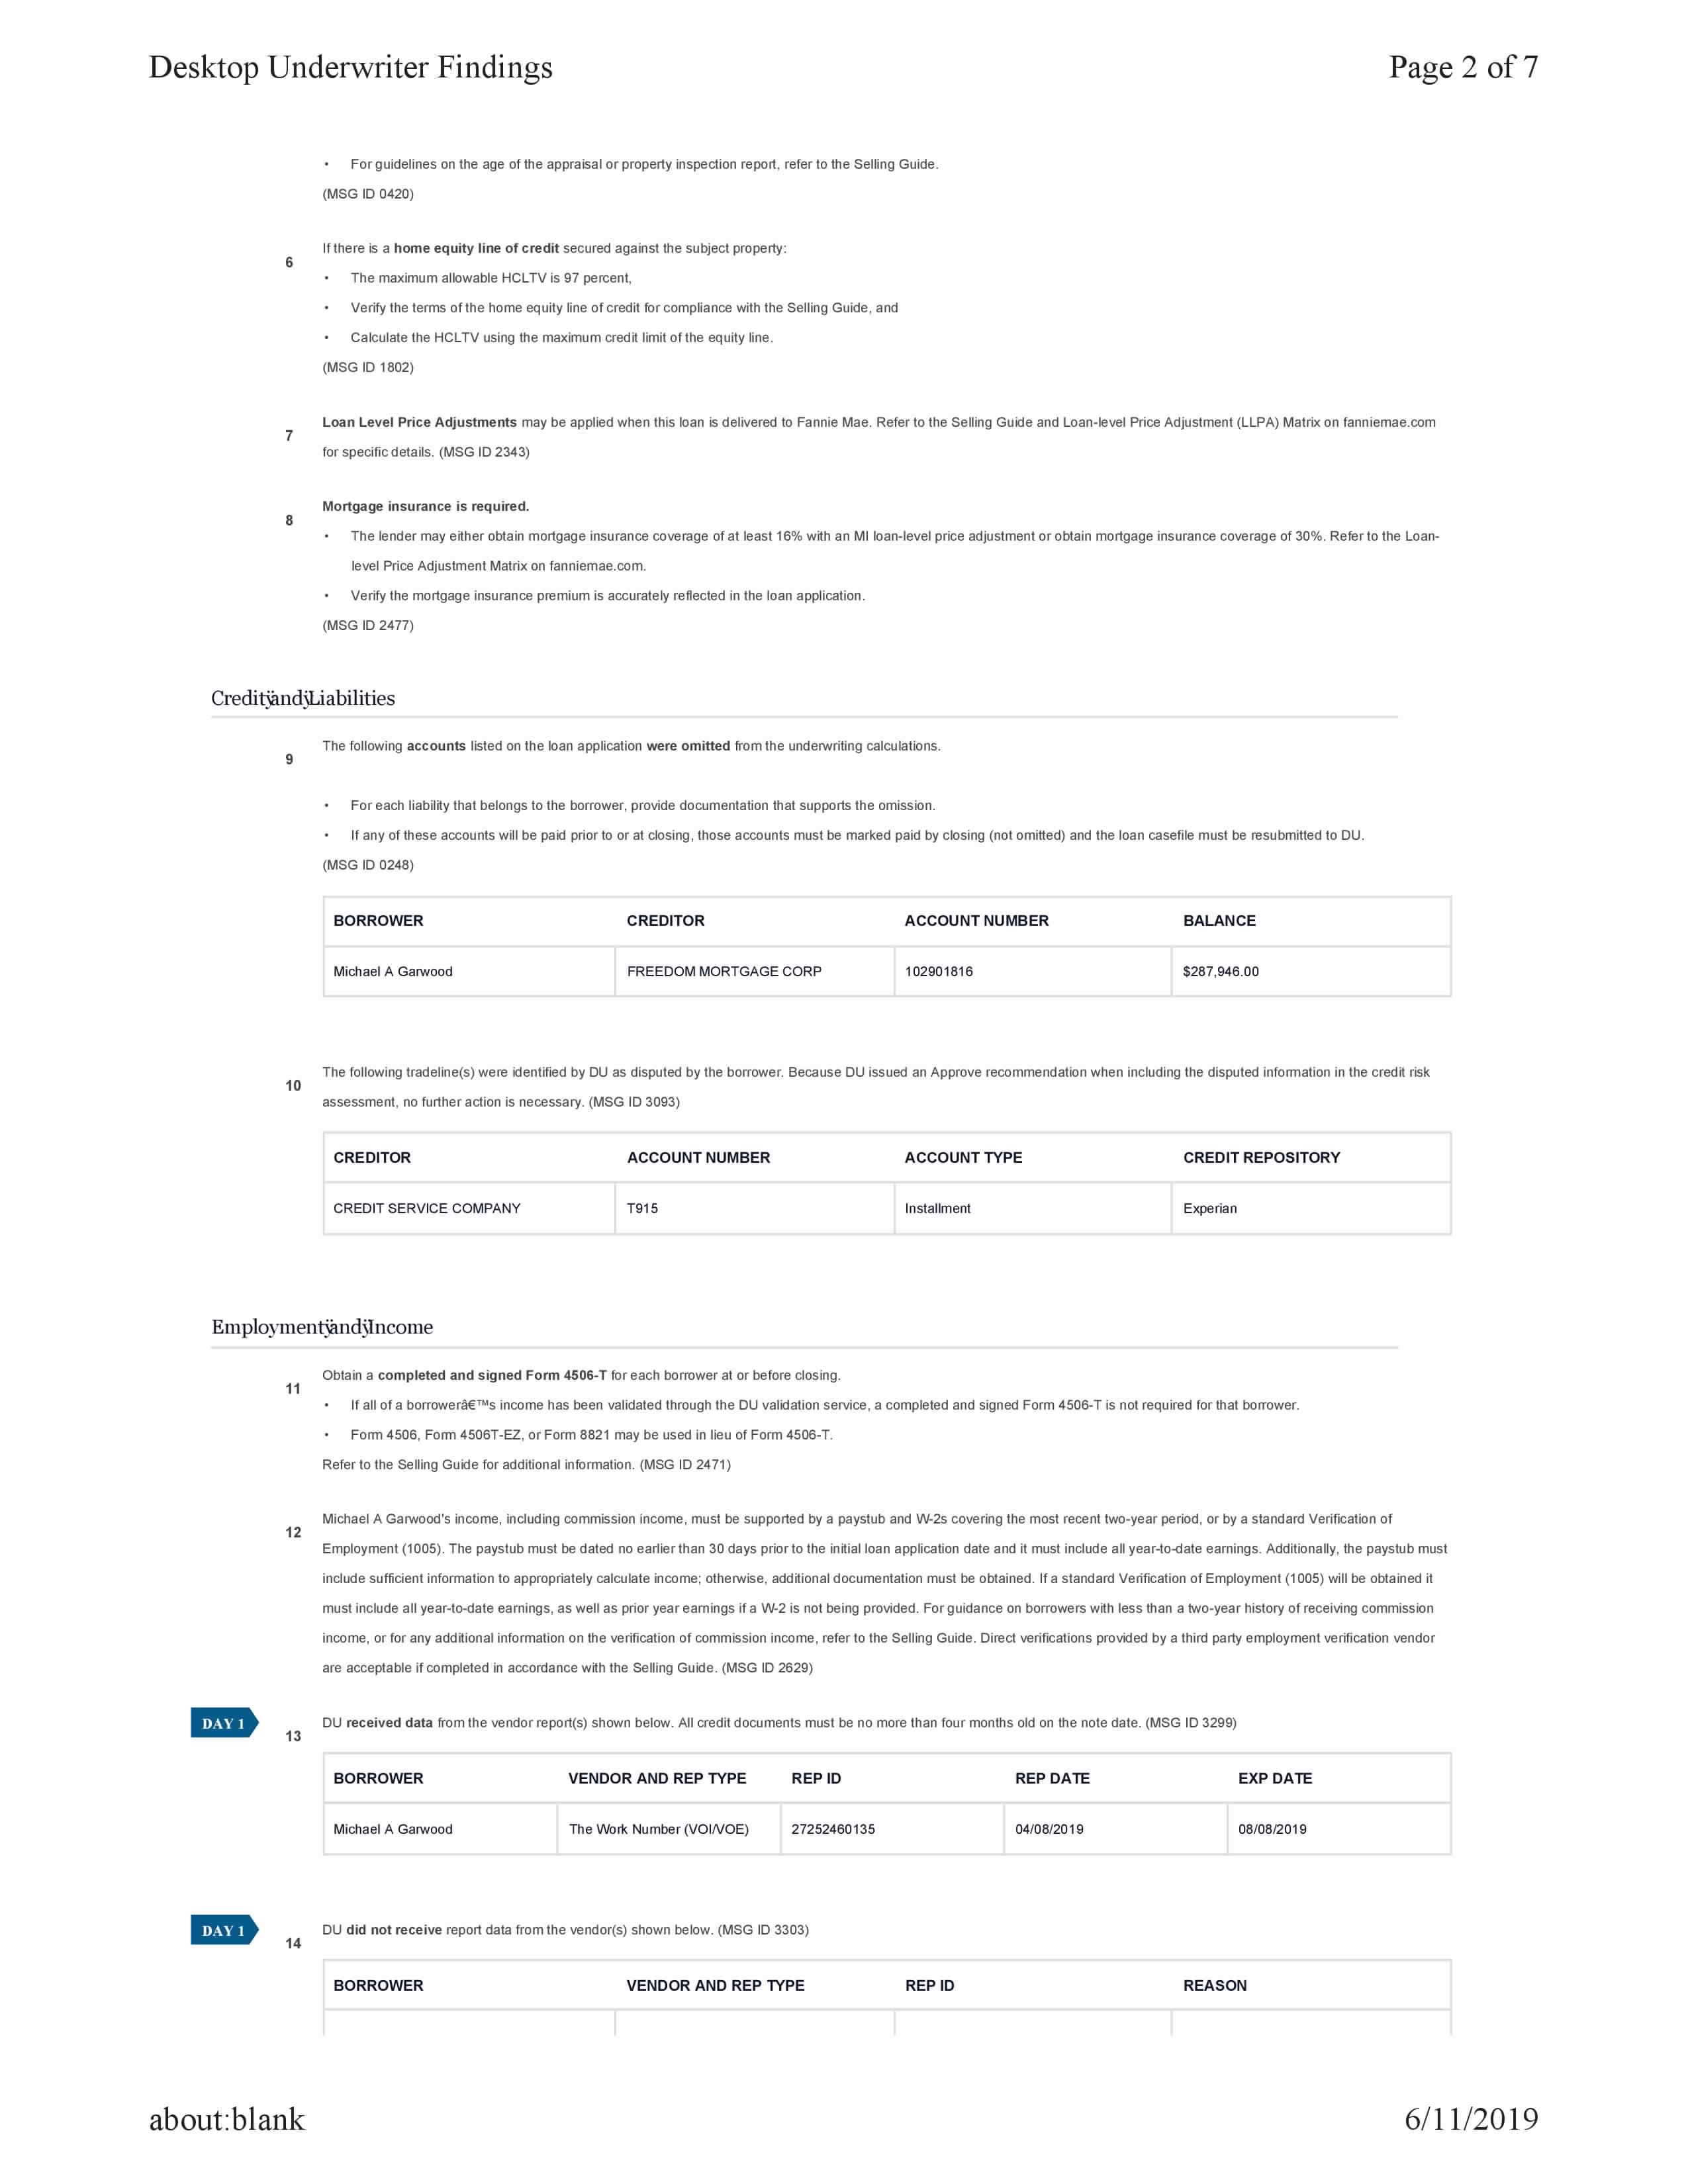 Desktop Underwriter Findings Page 2 of 7
• For guidelines on the age of the appraisal or property inspection report, refer to the Selling Guide.
(MSG ID 0420)
6 If there is a home equity line of credit secured against the subject property:
• The maximum allowable HCLTV is 97 percent,
• Verify the terms of the home equity line of credit for compliance with the Selling Guide, and
• Calculate the HCLTV using the maximum credit limit of the equity line.
(MSG ID 1802)
7 Loan Level Price Adjustments may be applied when this loan is delivered to Fannie Mae. Refer to the Selling Guide and Loan-level Price Adjustment (LLPA) Matrix on fanniemae.com
for specific details. (MSG ID 2343)
8 Mortgage insurance is required.
• The lender may either obtain mortgage insurance coverage of at least 16% with an MI loan-level price adjustment or obtain mortgage insurance coverage of 30%. Refer to the Loan-
level Price Adjustment Matrix on fanniemae.com.
• Verify the mortgage insurance premium is accurately reflected in the loan application.
(MSG ID 2477)
CreditÿandÿLiabilities
9 The following accounts listed on the loan application were omitted from the underwriting calculations.
• For each liability that belongs to the borrower, provide documentation that supports the omission.
• If any of these accounts will be paid prior to or at closing, those accounts must be marked paid by closing (not omitted) and the loan casefile must be resubmitted to DU.
(MSG ID 0248)
BORROWER CREDITOR ACCOUNT NUMBER BALANCE
Michael A Garwood FREEDOM MORTGAGE CORP 102901816 $287,946.00
10 The following tradeline(s) were identified by DU as disputed by the borrower. Because DU issued an Approve recommendation when including the disputed information in the credit risk
assessment, no further action is necessary. (MSG ID 3093)
CREDITOR ACCOUNT NUMBER ACCOUNT TYPE CREDIT REPOSITORY
CREDIT SERVICE COMPANY T915 Installment Experian
EmploymentÿandÿIncome
11 Obtain a completed and signed Form 4506-T for each borrower at or before closing.
• If all of a borrowerâ€™s income has been validated through the DU validation service, a completed and signed Form 4506-T is not required for that borrower.
• Form 4506, Form 4506T-EZ, or Form 8821 may be used in lieu of Form 4506-T.
Refer to the Selling Guide for additional information. (MSG ID 2471)
12 Michael A Garwood's income, including commission income, must be supported by a paystub and W-2s covering the most recent two-year period, or by a standard Verification of
Employment (1005). The paystub must be dated no earlier than 30 days prior to the initial loan application date and it must include all year-to-date earnings. Additionally, the paystub must
include sufficient information to appropriately calculate income; otherwise, additional documentation must be obtained. If a standard Verification of Employment (1005) will be obtained it
must include all year-to-date earnings, as well as prior year earnings if a W-2 is not being provided. For guidance on borrowers with less than a two-year history of receiving commission
income, or for any additional information on the verification of commission income, refer to the Selling Guide. Direct verifications provided by a third party employment verification vendor
are acceptable if completed in accordance with the Selling Guide. (MSG ID 2629)
DAY 1 13 DU received data from the vendor report(s) shown below. All credit documents must be no more than four months old on the note date. (MSG ID 3299)
BORROWER VENDOR AND REP TYPE REP ID REP DATE EXP DATE
Michael A Garwood The Work Number (VOI/VOE) 27252460135 04/08/2019 08/08/2019
DAY 1 14 DU did not receive report data from the vendor(s) shown below. (MSG ID 3303)
BORROWER VENDOR AND REP TYPE REP ID REASON
about:blank 6/11/2019